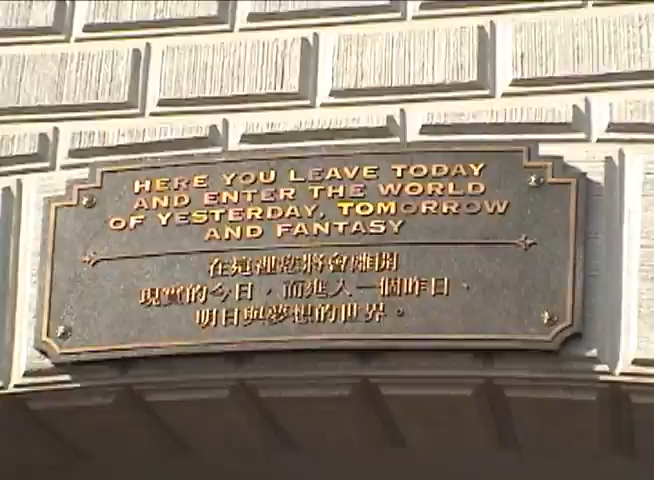 HERE YOU LEAVE TODAY
AND ENTER THE WORLD
OF YESTERDAY, TOMORROW
AND FANTASY
在這裡您將會離開
現實的今日，而進入一個昨日、
明日與夢想的世界。